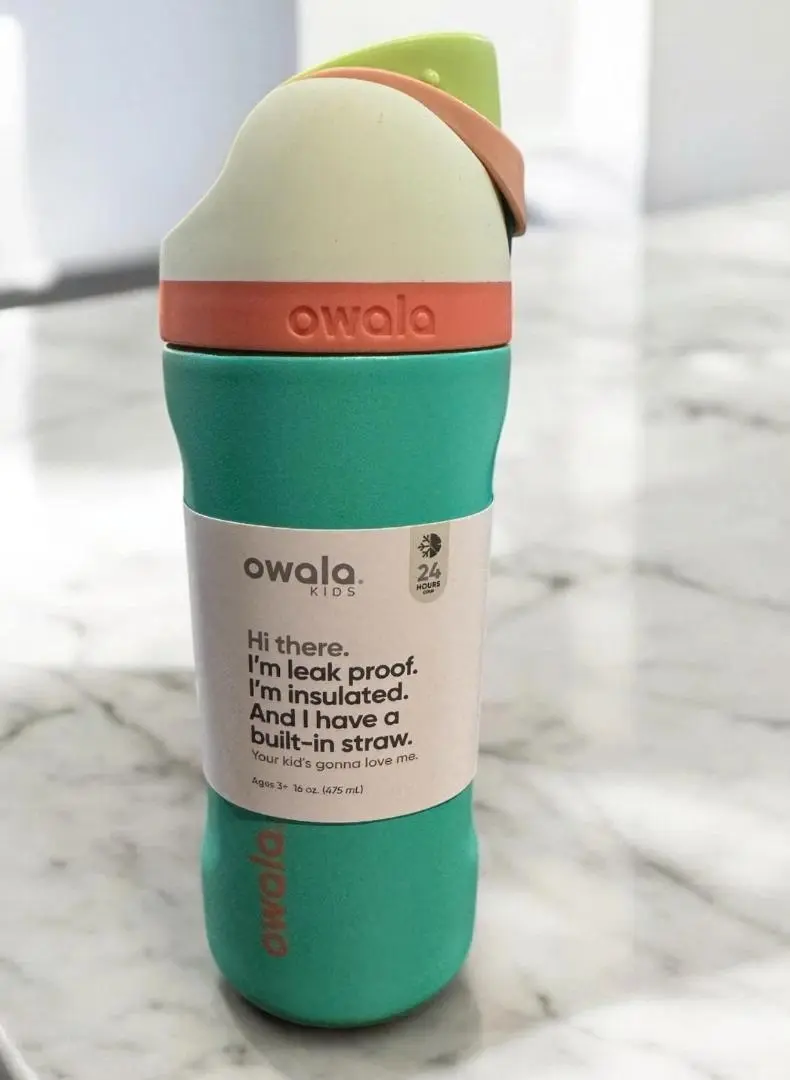 owala
owala
KIDS
24
HOURS
COLD
Hi there.
I'm leak proof.
I'm insulated.
And I have a
built-in straw.
Your kid's gonna love me.
Ages 3+ 16 oz. (475 mL)
owala